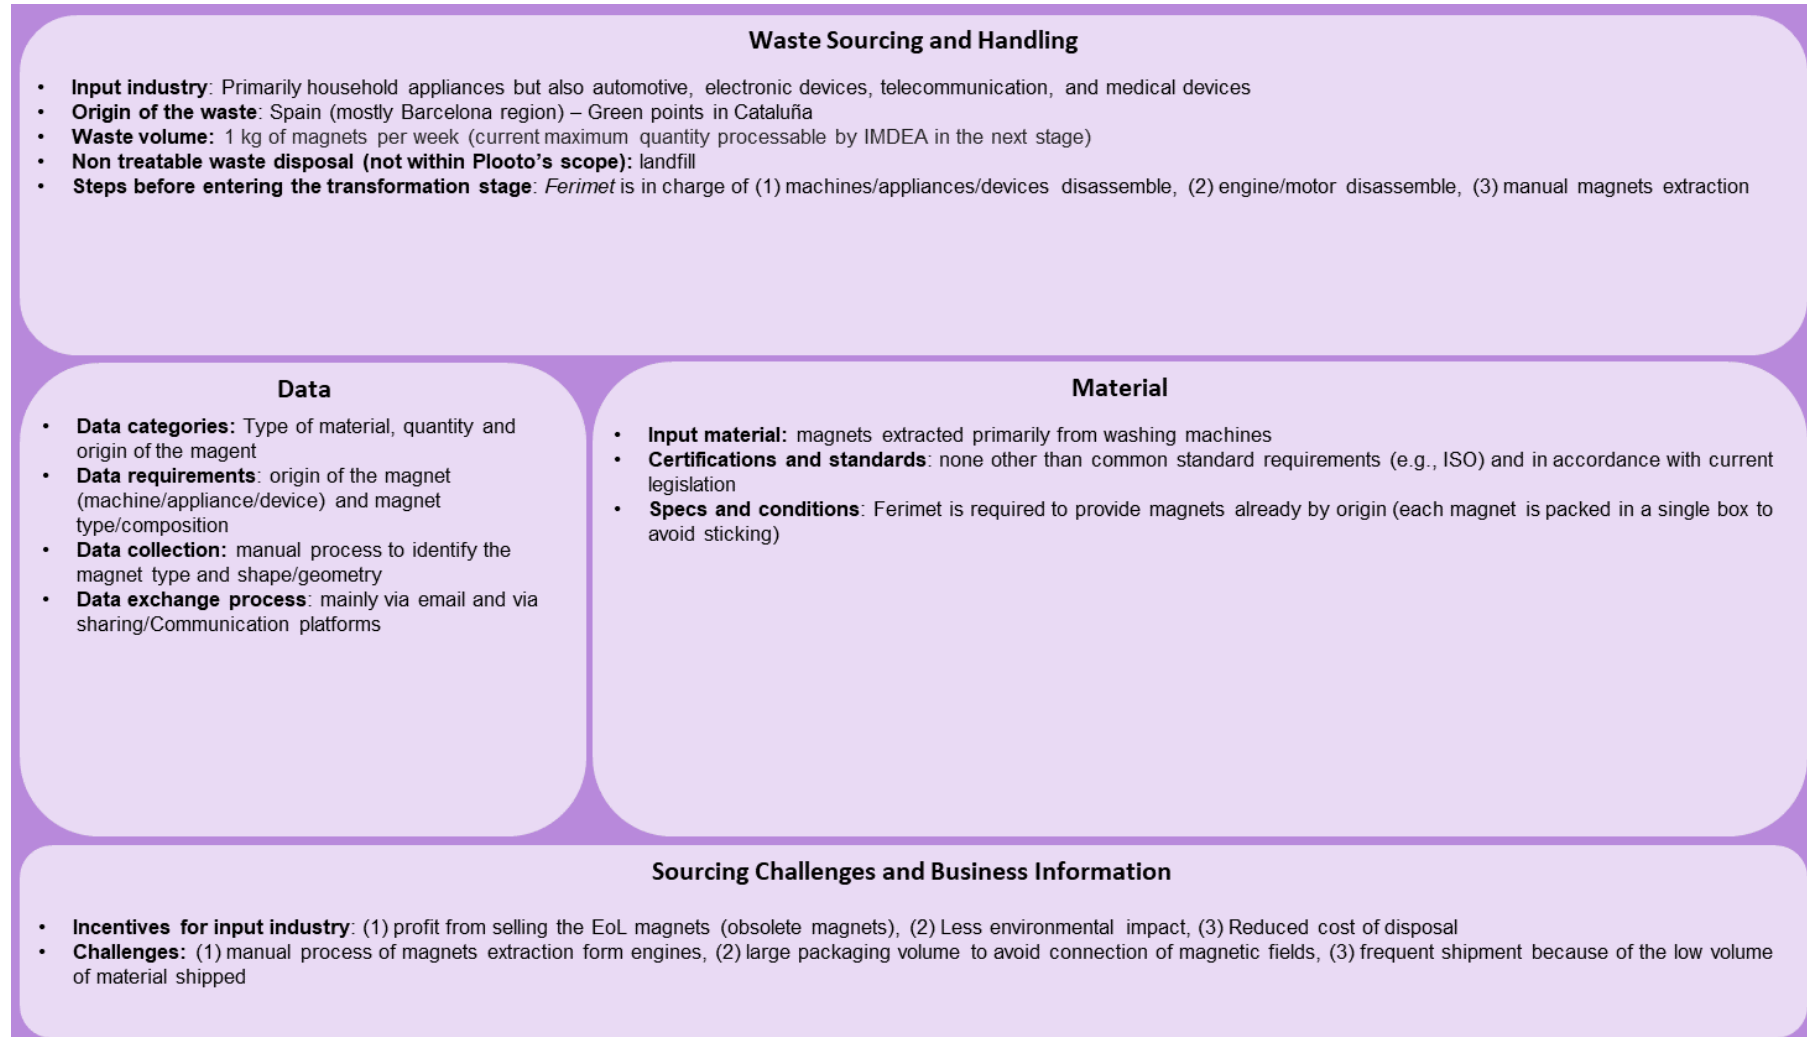 Waste Sourcing and Handling
• Input industry: Primarily household appliances but also automotive, electronic devices, telecommunication, and medical devices
• Origin of the waste: Spain (mostly Barcelona region) – Green points in Cataluña
• Waste volume: 1 kg of magnets per week (current maximum quantity processable by IMDEA in the next stage)
• Non treatable waste disposal (not within Plooto's scope): landfill
• Steps before entering the transformation stage: Ferimet is in charge of (1) machines/appliances/devices disassemble, (2) engine/motor disassemble, (3) manual magnets extraction
Data
• Data categories: Type of material, quantity and
origin of the magent
• Data requirements: origin of the magnet
(machine/appliance/device) and magnet
type/composition
• Data collection: manual process to identify the
magnet type and shape/geometry
• Data exchange process: mainly via email and via
sharing/Communication platforms
Material
• Input material: magnets extracted primarily from washing machines
• Certifications and standards: none other than common standard requirements (e.g., ISO) and in accordance with current
legislation
• Specs and conditions: Ferimet is required to provide magnets already by origin (each magnet is packed in a single box to
avoid sticking)
Sourcing Challenges and Business Information
• Incentives for input industry: (1) profit from selling the EoL magnets (obsolete magnets), (2) Less environmental impact, (3) Reduced cost of disposal
• Challenges: (1) manual process of magnets extraction form engines, (2) large packaging volume to avoid connection of magnetic fields, (3) frequent shipment because of the low volume
of material shipped